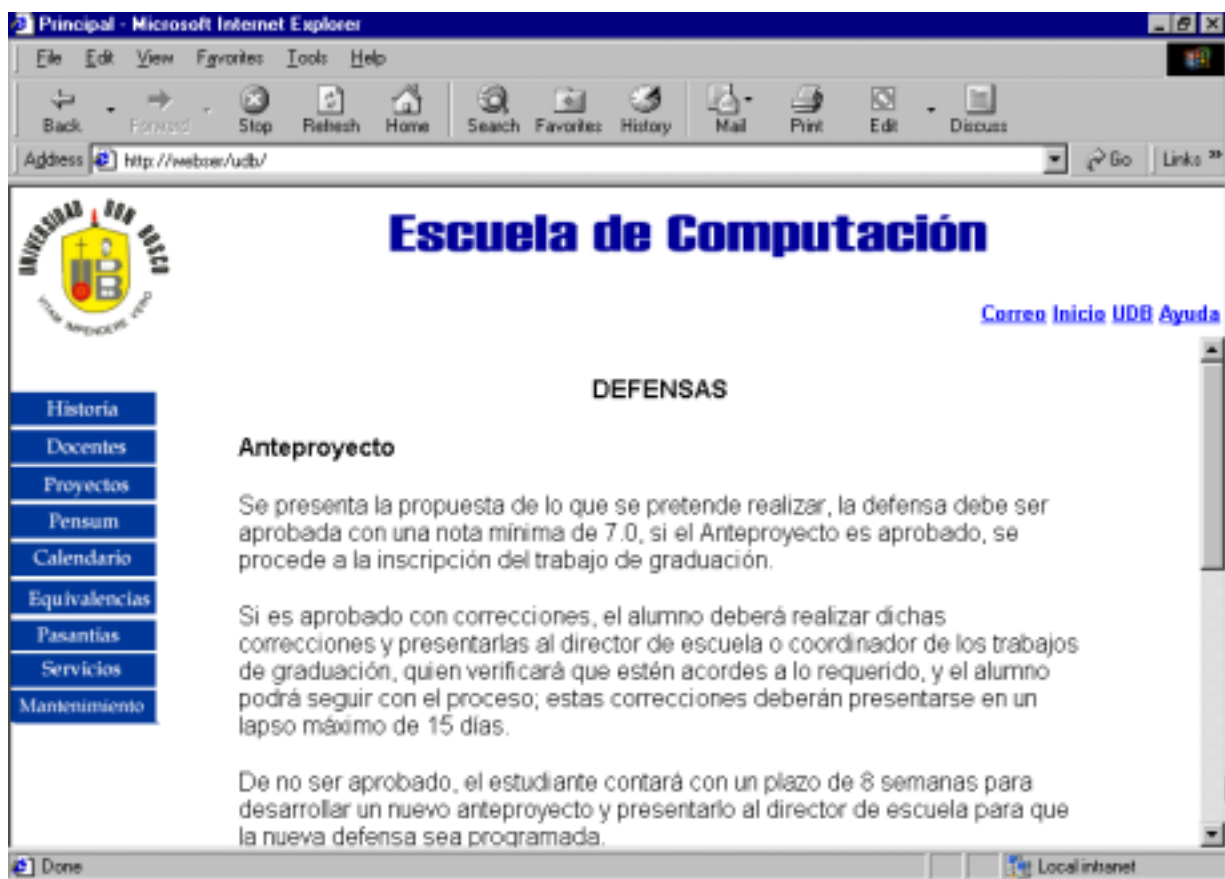 Principal - Microsoft Internet Explorer
File Edit View Favorites Tools Help
Back Forward Stop Refresh Home Search Favorites History Mail Print Edit Discuss
Address http://webser/udb/ Go Links »
UNIVERSIDAD DON BOSCO
UDB
VITAM IMPENDERE VERO
Escuela de Computación
Correo Inicio UDB Ayuda
Historia
Docentes
Proyectos
Pensum
Calendario
Equivalencias
Pasantías
Servicios
Mantenimiento
DEFENSAS
Anteproyecto
Se presenta la propuesta de lo que se pretende realizar, la defensa debe ser
aprobada con una nota mínima de 7.0, si el Anteproyecto es aprobado, se
procede a la inscripción del trabajo de graduación.
Si es aprobado con correcciones, el alumno deberá realizar dichas
correcciones y presentarlas al director de escuela o coordinador de los trabajos
de graduación, quien verificará que estén acordes a lo requerido, y el alumno
podrá seguir con el proceso; estas correcciones deberán presentarse en un
lapso máximo de 15 días.
De no ser aprobado, el estudiante contará con un plazo de 8 semanas para
desarrollar un nuevo anteproyecto y presentarlo al director de escuela para que
la nueva defensa sea programada.
Done
Local intranet